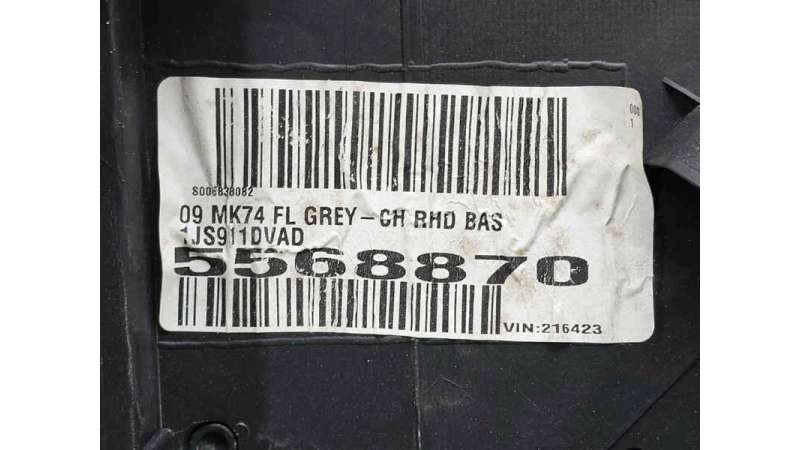 000
1
S006838082
09 MK74 FL GREY-CH RHD BAS
1JS911DVAD
5568870
VIN:216423